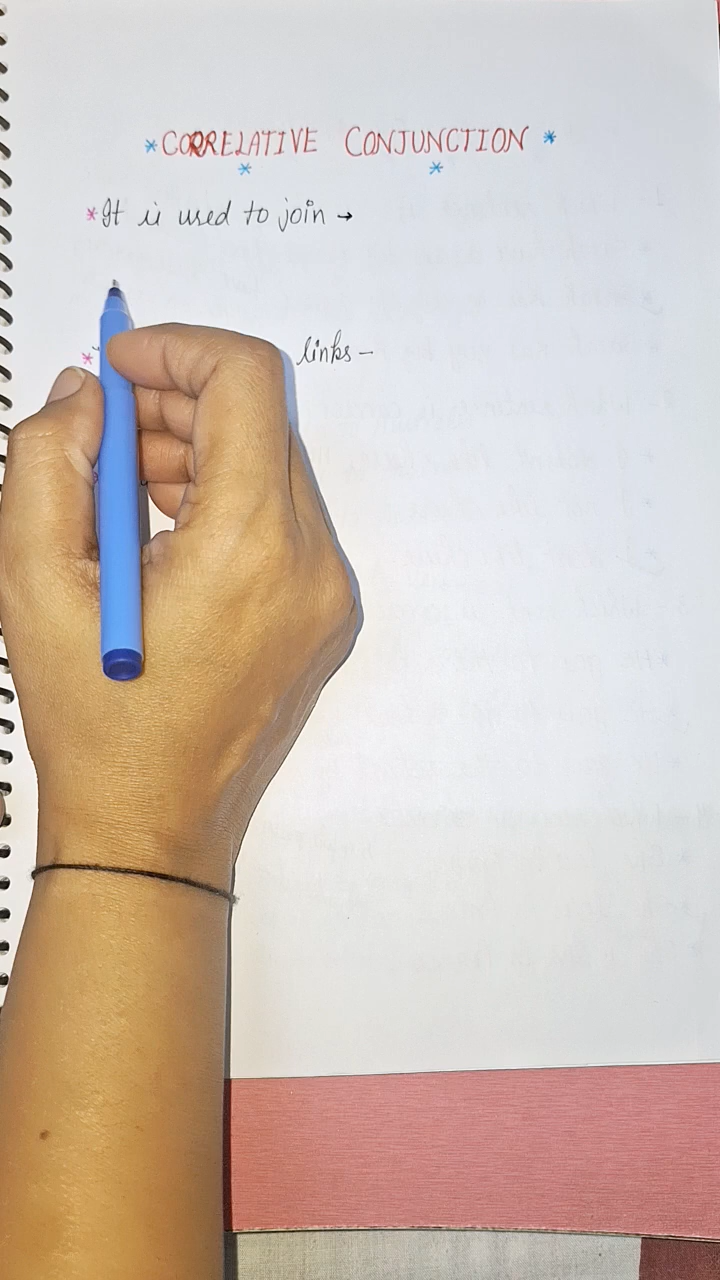 *CORRELATIVE CONJUNCTION*
* *
*It is used to join →
* links –